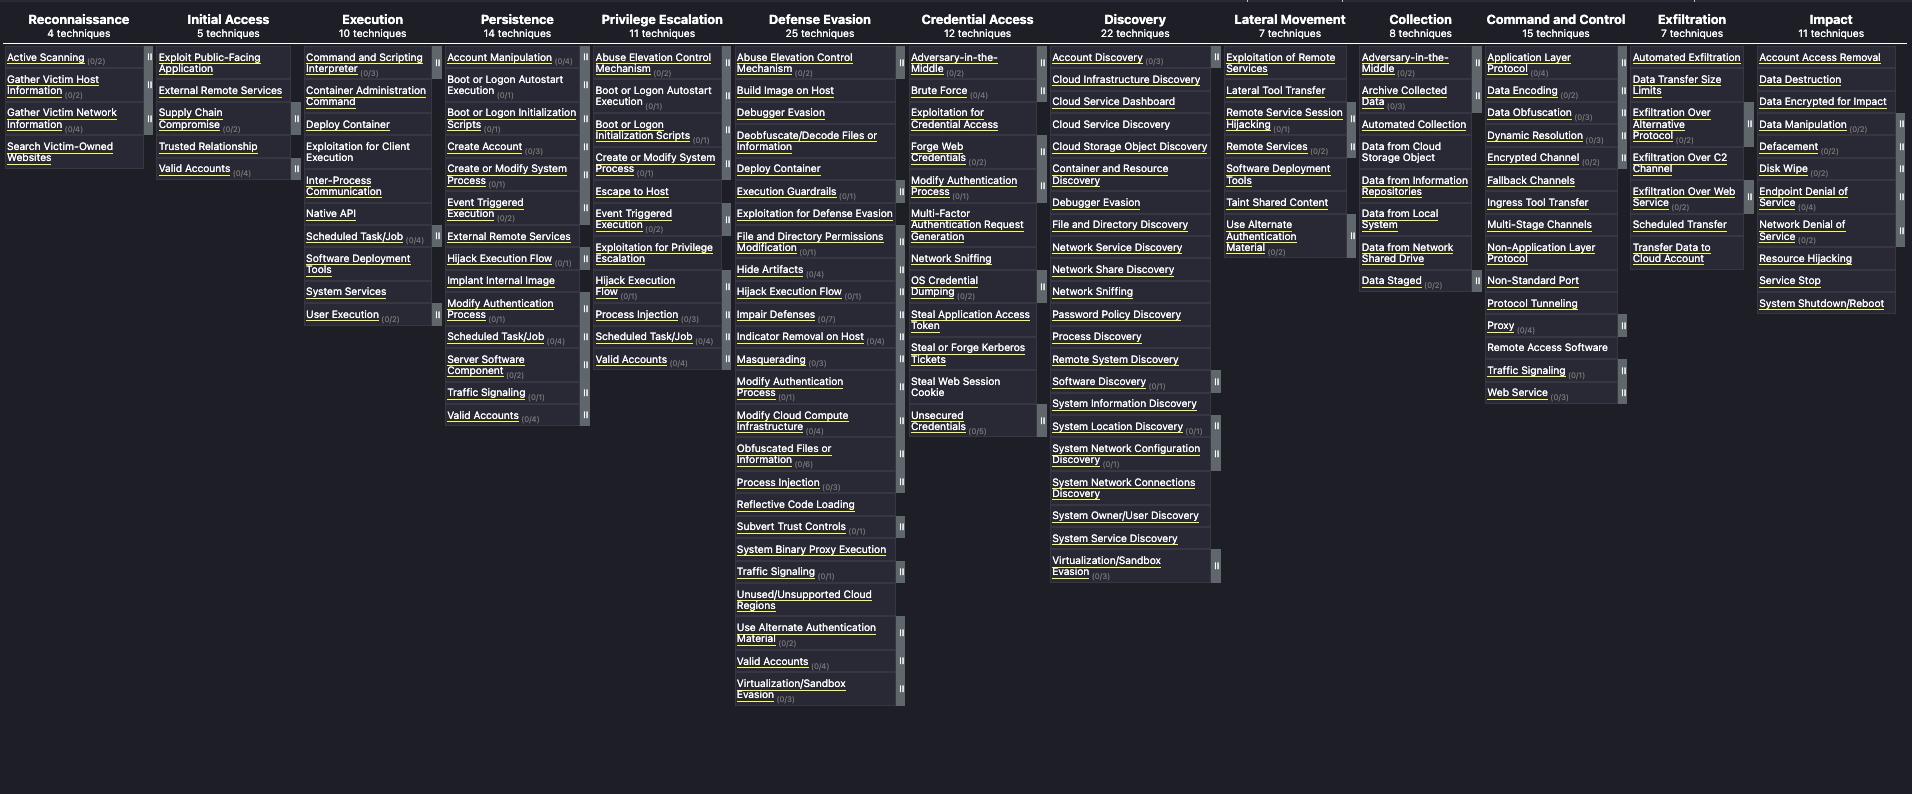 Reconnaissance
4 techniques
Active Scanning (0/2)
Gather Victim Host
Information (0/2)
Gather Victim Network
Information (0/4)
Search Victim-Owned
Websites
Initial Access
5 techniques
Exploit Public-Facing
Application
External Remote Services
Supply Chain
Compromise (0/2)
Trusted Relationship
Valid Accounts (0/4)
Execution
10 techniques
Command and Scripting
Interpreter (0/3)
Container Administration
Command
Deploy Container
Exploitation for Client
Execution
Inter-Process
Communication
Native API
Scheduled Task/Job (0/4)
Software Deployment
Tools
System Services
User Execution (0/2)
Persistence
14 techniques
Account Manipulation (0/4)
Boot or Logon Autostart
Execution (0/1)
Boot or Logon Initialization
Scripts (0/1)
Create Account (0/3)
Create or Modify System
Process (0/1)
Event Triggered
Execution (0/2)
External Remote Services
Hijack Execution Flow (0/1)
Implant Internal Image
Modify Authentication
Process (0/1)
Scheduled Task/Job (0/4)
Server Software
Component (0/2)
Traffic Signaling (0/1)
Valid Accounts (0/4)
Privilege Escalation
11 techniques
Abuse Elevation Control
Mechanism (0/2)
Boot or Logon Autostart
Execution (0/1)
Boot or Logon
Initialization Scripts (0/1)
Create or Modify System
Process (0/1)
Escape to Host
Event Triggered
Execution (0/2)
Exploitation for Privilege
Escalation
Hijack Execution
Flow (0/1)
Process Injection (0/3)
Scheduled Task/Job (0/4)
Valid Accounts (0/4)
Defense Evasion
25 techniques
Abuse Elevation Control
Mechanism (0/2)
Build Image on Host
Debugger Evasion
Deobfuscate/Decode Files or
Information
Deploy Container
Execution Guardrails (0/1)
Exploitation for Defense Evasion
File and Directory Permissions
Modification (0/1)
Hide Artifacts (0/4)
Hijack Execution Flow (0/1)
Impair Defenses (0/7)
Indicator Removal on Host (0/4)
Masquerading (0/3)
Modify Authentication
Process (0/1)
Modify Cloud Compute
Infrastructure (0/4)
Obfuscated Files or
Information (0/6)
Process Injection (0/3)
Reflective Code Loading
Subvert Trust Controls (0/1)
System Binary Proxy Execution
Traffic Signaling (0/1)
Unused/Unsupported Cloud
Regions
Use Alternate Authentication
Material (0/2)
Valid Accounts (0/4)
Virtualization/Sandbox
Evasion (0/3)
Credential Access
12 techniques
Adversary-in-the-
Middle (0/2)
Brute Force (0/4)
Exploitation for
Credential Access
Forge Web
Credentials (0/2)
Modify Authentication
Process (0/1)
Multi-Factor
Authentication Request
Generation
Network Sniffing
OS Credential
Dumping (0/2)
Steal Application Access
Token
Steal or Forge Kerberos
Tickets
Steal Web Session
Cookie
Unsecured
Credentials (0/5)
Discovery
22 techniques
Account Discovery (0/3)
Cloud Infrastructure Discovery
Cloud Service Dashboard
Cloud Service Discovery
Cloud Storage Object Discovery
Container and Resource
Discovery
Debugger Evasion
File and Directory Discovery
Network Service Discovery
Network Share Discovery
Network Sniffing
Password Policy Discovery
Process Discovery
Remote System Discovery
Software Discovery (0/1)
System Information Discovery
System Location Discovery (0/1)
System Network Configuration
Discovery (0/1)
System Network Connections
Discovery
System Owner/User Discovery
System Service Discovery
Virtualization/Sandbox
Evasion (0/3)
Lateral Movement
7 techniques
Exploitation of Remote
Services
Lateral Tool Transfer
Remote Service Session
Hijacking (0/1)
Remote Services (0/2)
Software Deployment
Tools
Taint Shared Content
Use Alternate
Authentication
Material (0/2)
Collection
8 techniques
Adversary-in-the-
Middle (0/2)
Archive Collected
Data (0/3)
Automated Collection
Data from Cloud
Storage Object
Data from Information
Repositories
Data from Local
System
Data from Network
Shared Drive
Data Staged (0/2)
Command and Control
15 techniques
Application Layer
Protocol (0/4)
Data Encoding (0/2)
Data Obfuscation (0/3)
Dynamic Resolution (0/3)
Encrypted Channel (0/2)
Fallback Channels
Ingress Tool Transfer
Multi-Stage Channels
Non-Application Layer
Protocol
Non-Standard Port
Protocol Tunneling
Proxy (0/4)
Remote Access Software
Traffic Signaling (0/1)
Web Service (0/3)
Exfiltration
7 techniques
Automated Exfiltration
Data Transfer Size
Limits
Exfiltration Over
Alternative
Protocol (0/2)
Exfiltration Over C2
Channel
Exfiltration Over Web
Service (0/2)
Scheduled Transfer
Transfer Data to
Cloud Account
Impact
11 techniques
Account Access Removal
Data Destruction
Data Encrypted for Impact
Data Manipulation (0/2)
Defacement (0/2)
Disk Wipe (0/2)
Endpoint Denial of
Service (0/4)
Network Denial of
Service (0/2)
Resource Hijacking
Service Stop
System Shutdown/Reboot